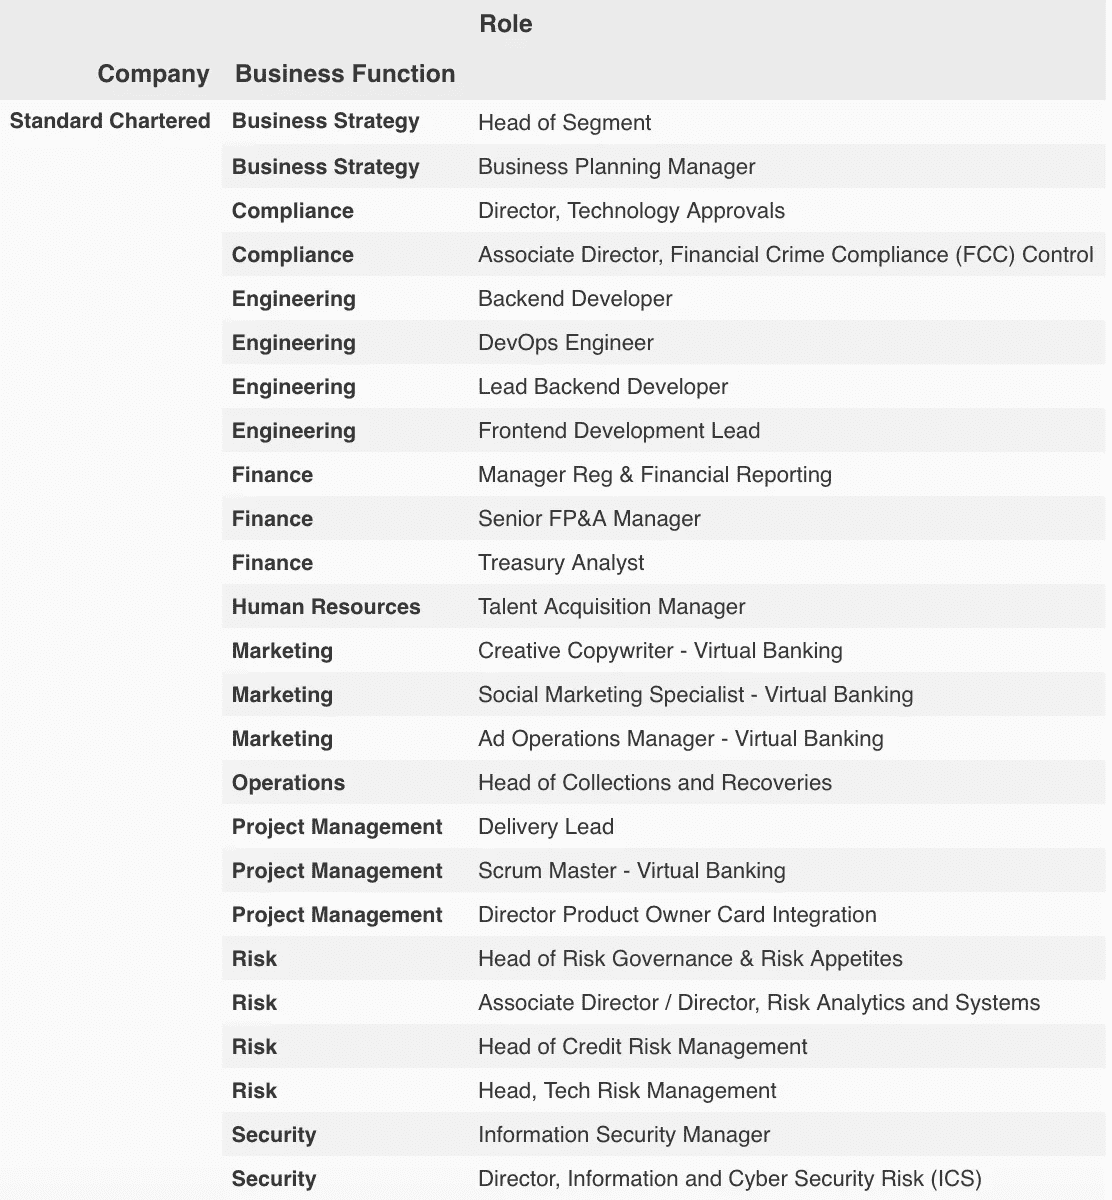 Role
Company Business Function
Standard Chartered Business Strategy Head of Segment
Business Strategy Business Planning Manager
Compliance Director, Technology Approvals
Compliance Associate Director, Financial Crime Compliance (FCC) Control
Engineering Backend Developer
Engineering DevOps Engineer
Engineering Lead Backend Developer
Engineering Frontend Development Lead
Finance Manager Reg & Financial Reporting
Finance Senior FP&A Manager
Finance Treasury Analyst
Human Resources Talent Acquisition Manager
Marketing Creative Copywriter - Virtual Banking
Marketing Social Marketing Specialist - Virtual Banking
Marketing Ad Operations Manager - Virtual Banking
Operations Head of Collections and Recoveries
Project Management Delivery Lead
Project Management Scrum Master - Virtual Banking
Project Management Director Product Owner Card Integration
Risk Head of Risk Governance & Risk Appetites
Risk Associate Director / Director, Risk Analytics and Systems
Risk Head of Credit Risk Management
Risk Head, Tech Risk Management
Security Information Security Manager
Security Director, Information and Cyber Security Risk (ICS)